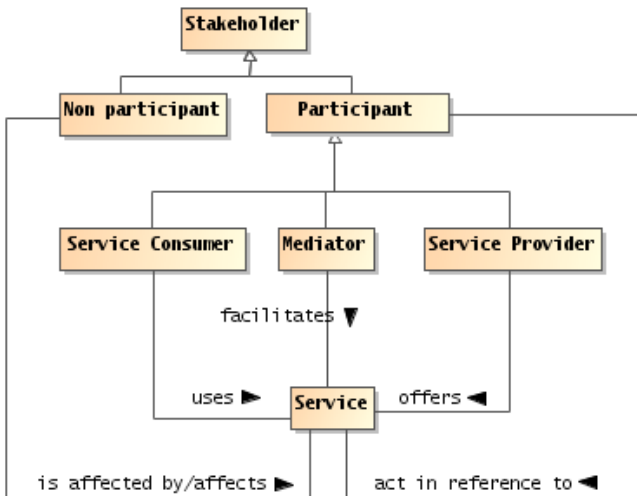 Stakeholder
Non participant
Participant
Service Consumer
Mediator
Service Provider
facilitates
uses
Service
offers
is affected by/affects
act in reference to